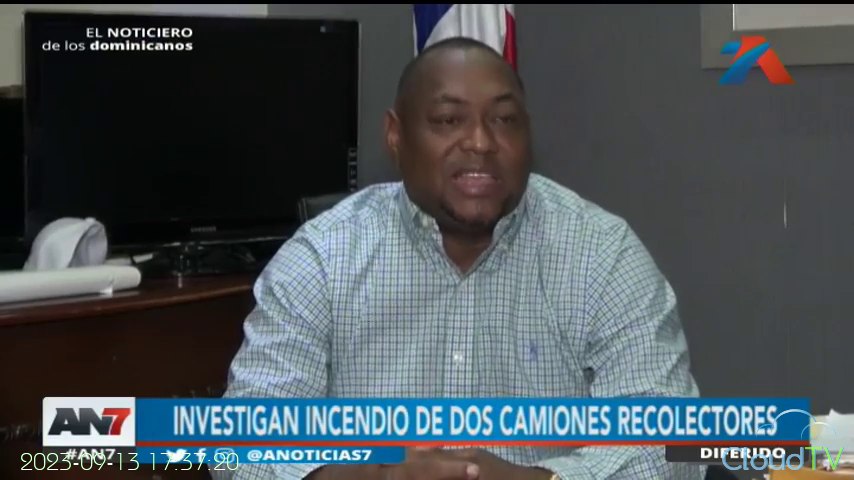 EL NOTICIERO
de los dominicanos
AN7
INVESTIGAN INCENDIO DE DOS CAMIONES RECOLECTORES
#AN7
@ANOTICIAS7
DIFERIDO
2023-09-13 17:37:20
CloudTV